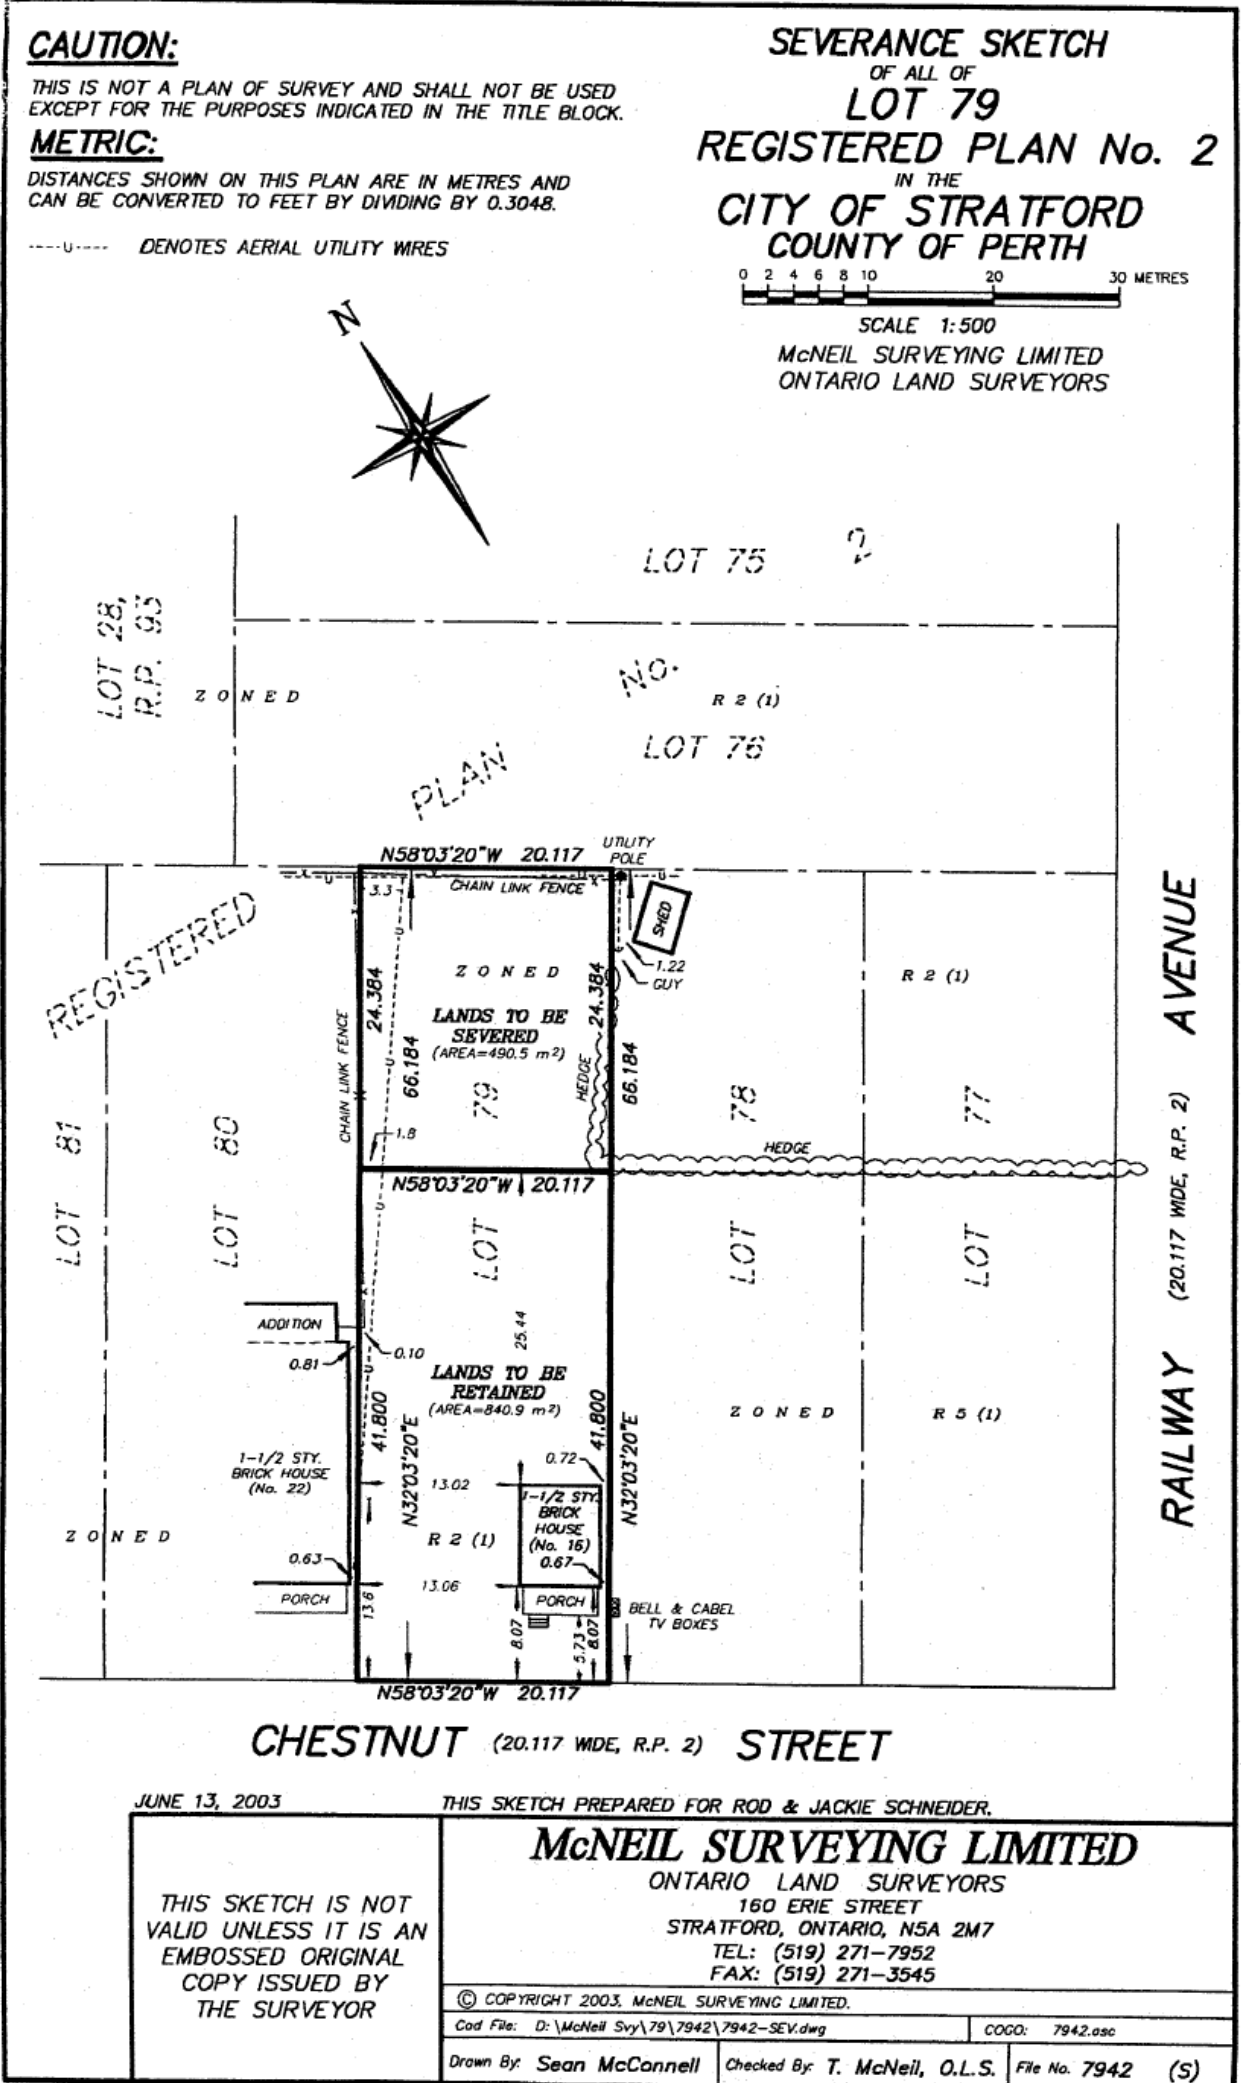 CAUTION:
THIS IS NOT A PLAN OF SURVEY AND SHALL NOT BE USED
EXCEPT FOR THE PURPOSES INDICATED IN THE TITLE BLOCK.
METRIC:
DISTANCES SHOWN ON THIS PLAN ARE IN METRES AND
CAN BE CONVERTED TO FEET BY DIVIDING BY 0.3048.
----U---- DENOTES AERIAL UTILITY WIRES
SEVERANCE SKETCH
OF ALL OF
LOT 79
REGISTERED PLAN No. 2
IN THE
CITY OF STRATFORD
COUNTY OF PERTH
0 2 4 6 8 10 20 30 METRES
SCALE 1:500
McNEIL SURVEYING LIMITED
ONTARIO LAND SURVEYORS
N
LOT 75
LOT 28,
R.P. 93
ZONED
R 2 (1)
LOT 76
REGISTERED PLAN No. 2
N58°03'20"W 20.117
UTILITY
POLE
U
U
U
3.3
CHAIN LINK FENCE
SHED
1.22
GUY
ZONED
R 2 (1)
LANDS TO BE
SEVERED
(AREA=490.5 m²)
24.384
66.184
24.384
66.184
CHAIN LINK FENCE
HEDGE
U
U
1.8
HEDGE
N58°03'20"W 20.117
LOT 81
LOT 80
LOT 79
LOT 78
LOT 77
U
U
ADDITION
0.81
0.10
25.44
LANDS TO BE
RETAINED
(AREA=840.9 m²)
41.800
N32°03'20"E
41.800
N32°03'20"E
ZONED
R 5 (1)
1-1/2 STY.
BRICK HOUSE
(No. 22)
0.72
13.02
1-1/2 STY.
BRICK
HOUSE
(No. 16)
0.67
ZONED
R 2 (1)
0.63
13.06
PORCH
PORCH
13.6
8.07
5.73
8.07
BELL & CABEL
TV BOXES
N58°03'20"W 20.117
RAILWAY (20.117 WIDE, R.P. 2) AVENUE
CHESTNUT (20.117 WIDE, R.P. 2) STREET
JUNE 13, 2003
THIS SKETCH PREPARED FOR ROD & JACKIE SCHNEIDER.
THIS SKETCH IS NOT
VALID UNLESS IT IS AN
EMBOSSED ORIGINAL
COPY ISSUED BY
THE SURVEYOR
McNEIL SURVEYING LIMITED
ONTARIO LAND SURVEYORS
160 ERIE STREET
STRATFORD, ONTARIO, N5A 2M7
TEL: (519) 271-7952
FAX: (519) 271-3545
© COPYRIGHT 2003. McNEIL SURVEYING LIMITED.
Cad File: D:\McNeil Svy\79\7942\7942-SEV.dwg
COGO: 7942.asc
Drawn By: Sean McConnell
Checked By: T. McNeil, O.L.S.
File No. 7942 (S)